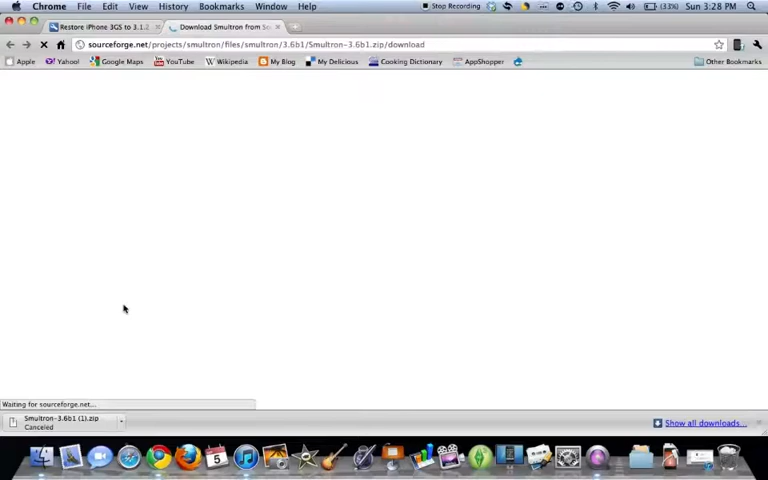 Chrome File Edit View History Bookmarks Window Help Stop Recording (33%) Sun 3:28 PM
Restore iPhone 3GS to 3.1.2 Download Smultron from So
sourceforge.net/projects/smultron/files/smultron/3.6b1/Smultron-3.6b1.zip/download
Apple Yahoo! Google Maps YouTube Wikipedia My Blog My Delicious Cooking Dictionary AppShopper Other Bookmarks
Waiting for sourceforge.net...
Smultron-3.6b1 (1).zip
Canceled
Show all downloads...
5